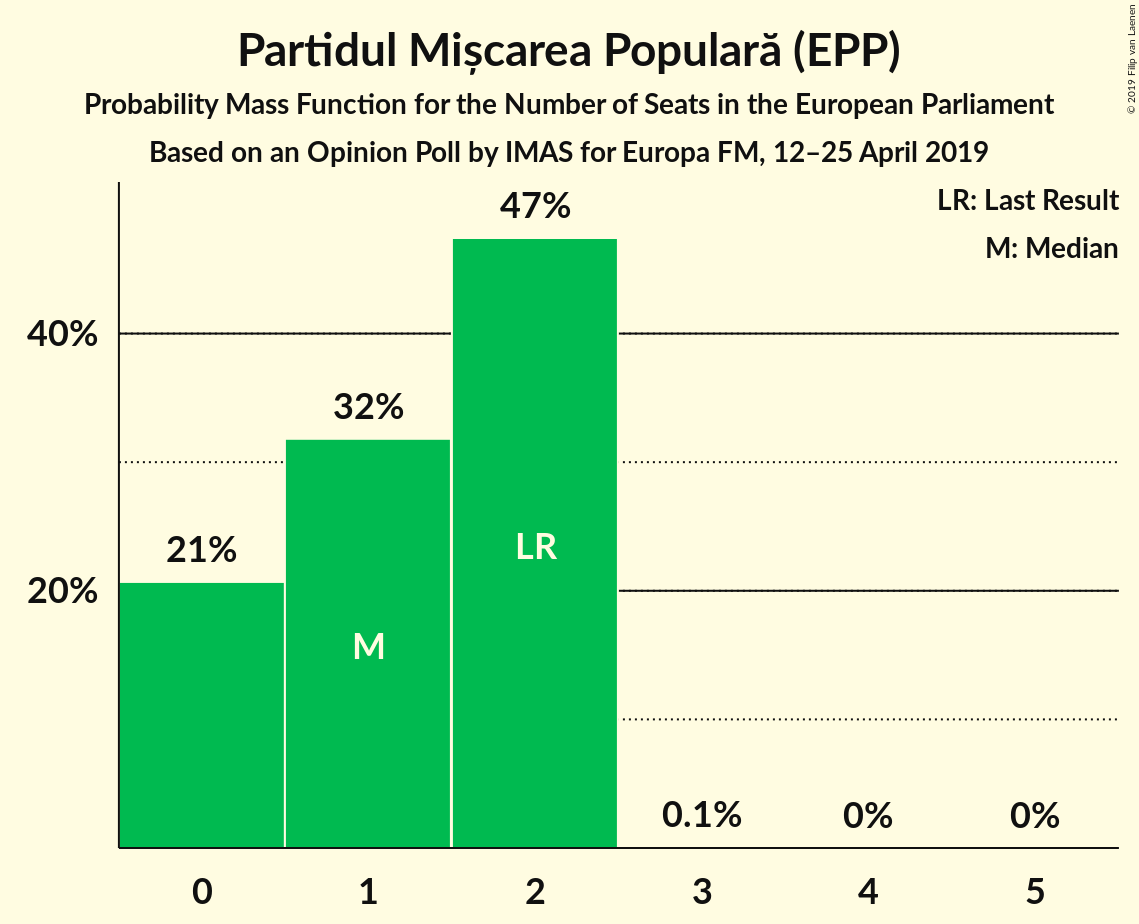 Partidul Mișcarea Populară (EPP)
Probability Mass Function for the Number of Seats in the European Parliament
Based on an Opinion Poll by IMAS for Europa FM, 12–25 April 2019
© 2019 Filip van Laenen
LR: Last Result
M: Median
47%
40%
32%
21%
20%
LR
M
0.1%
0%
0%
0
1
2
3
4
5